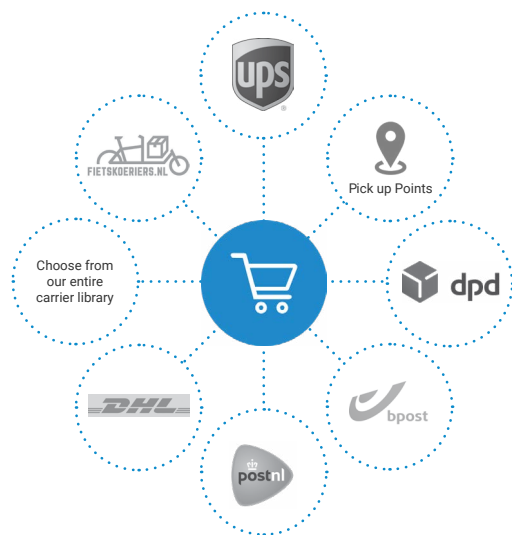 ups
®
FIETSKOERIERS.NL
Pick up Points
Choose from
our entire
carrier library
dpd
DHL
bpost
postnl